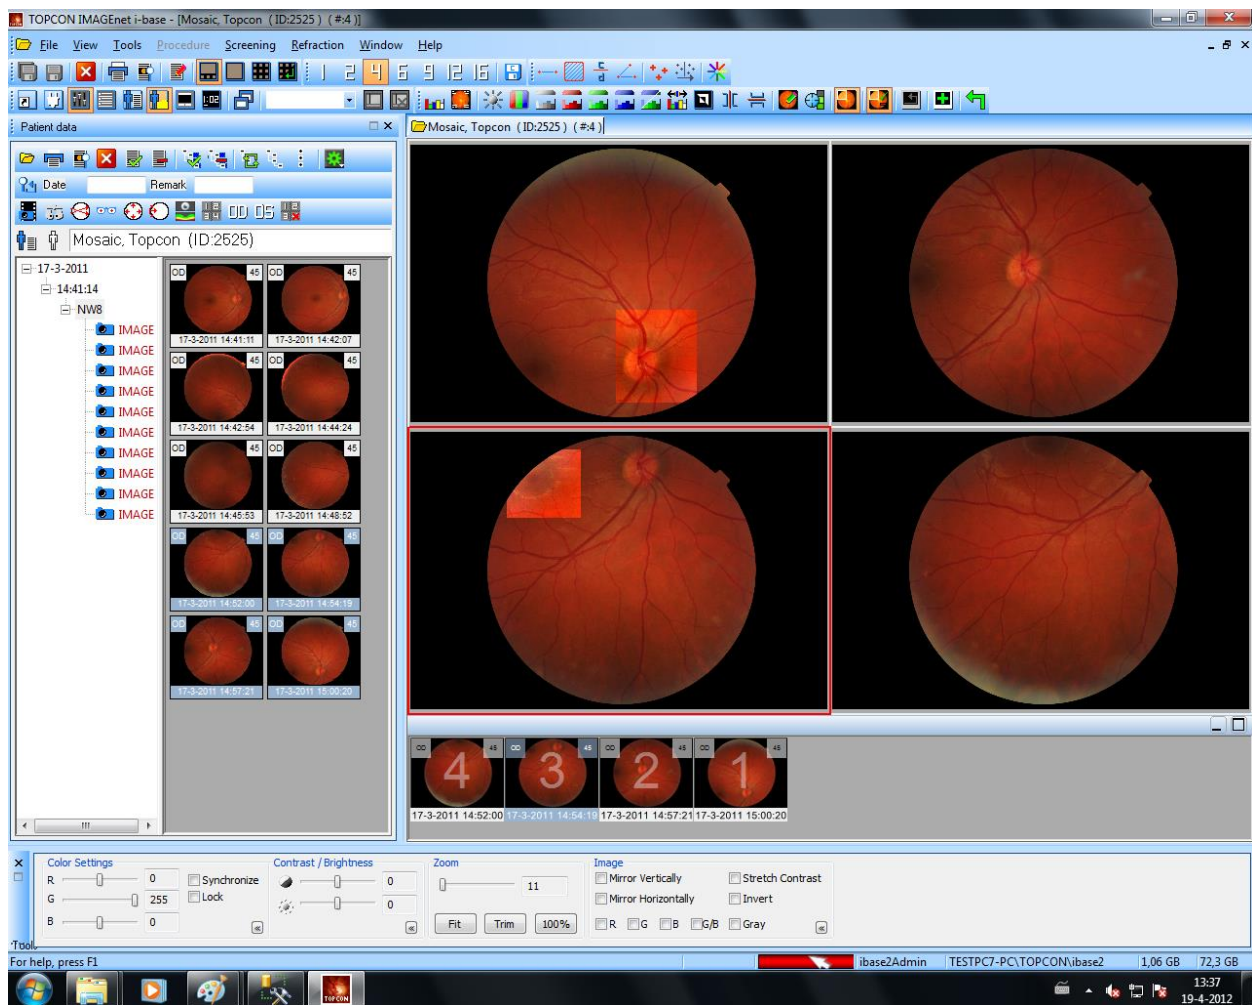 TOPCON IMAGEnet i-base - [Mosaic, Topcon (ID:2525) (#:4)]
File View Tools Procedure Screening Refraction Window Help
1 2 4 6 9 12 16
Patient data
Mosaic, Topcon (ID:2525) (#:4)
Date Remark
OD OS
Mosaic, Topcon (ID:2525)
17-3-2011
14:41:14
NW8
IMAGE
IMAGE
IMAGE
IMAGE
IMAGE
IMAGE
IMAGE
IMAGE
IMAGE
IMAGE
OD 45 OD 45
17-3-2011 14:41:11 17-3-2011 14:42:07
OD 45 OD 45
17-3-2011 14:42:54 17-3-2011 14:44:24
OD 45 OD 45
17-3-2011 14:45:53 17-3-2011 14:48:52
OD 45 OD 45
17-3-2011 14:52:00 17-3-2011 14:54:19
OD 45 OD 45
17-3-2011 14:57:21 17-3-2011 15:00:20
OD 45 OD 45 OD 45 OD 45
4 3 2 1
17-3-2011 14:52:00 17-3-2011 14:54:19 17-3-2011 14:57:21 17-3-2011 15:00:20
Color Settings Contrast / Brightness Zoom Image
R 0 Synchronize 0 11 Mirror Vertically Stretch Contrast
G 255 Lock 0 Mirror Horizontally Invert
B 0 Fit Trim 100% R G B G/B Gray
For help, press F1 ibase2Admin TESTPC7-PC\TOPCON\ibase2 1,06 GB 72,3 GB
TOPCON
13:37
19-4-2012